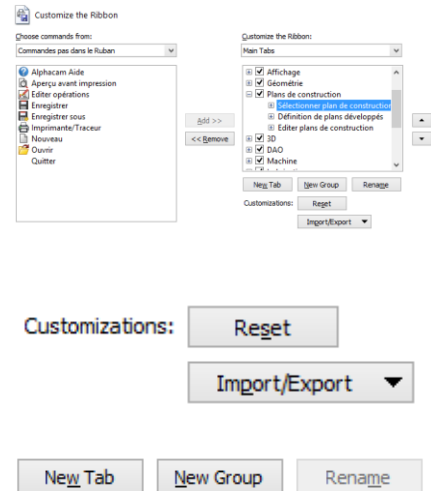 Customize the Ribbon
Choose commands from:
Commandes pas dans le Ruban
Alphacam Aide
Aperçu avant impression
Editer opérations
Enregistrer
Enregistrer sous
Imprimante/Traceur
Nouveau
Ouvrir
Quitter
Add >>
<< Remove
Customize the Ribbon:
Main Tabs
Affichage
Géométrie
Plans de construction
Sélectionner plan de construction
Définition de plans développés
Editer plans de construction
3D
DAO
Machine
New Tab
New Group
Rename
Customizations:
Reset
Import/Export
Customizations:
Reset
Import/Export
New Tab
New Group
Rename